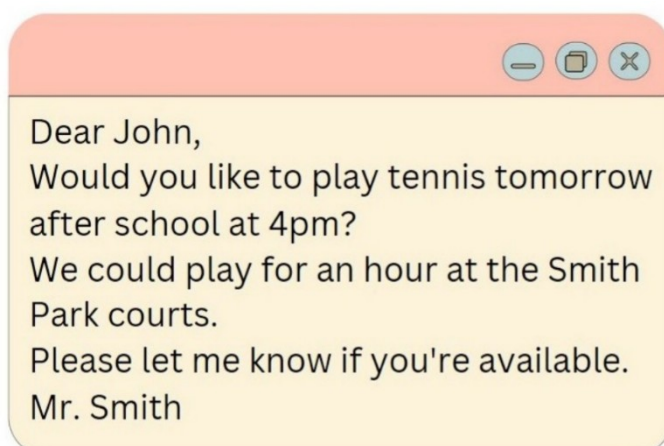 Dear John,
Would you like to play tennis tomorrow
after school at 4pm?
We could play for an hour at the Smith
Park courts.
Please let me know if you're available.
Mr. Smith